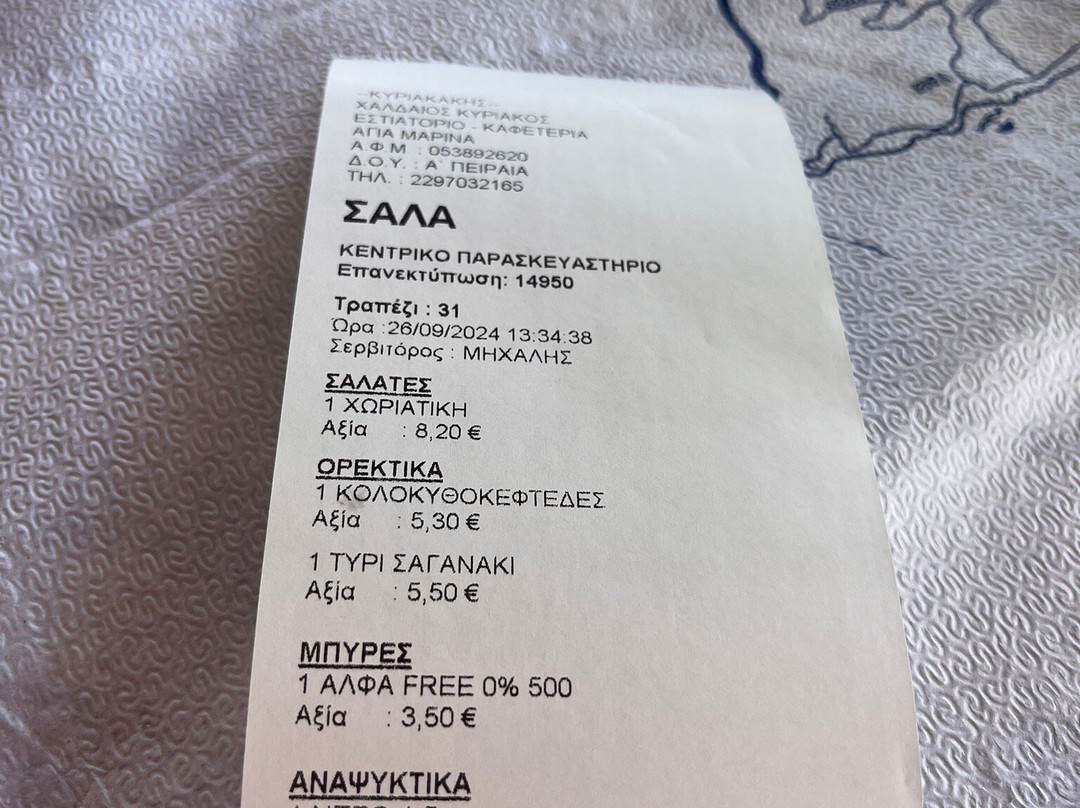 --ΚΥΡΙΑΚΑΚΗΣ--
ΧΑΛΔΑΙΟΣ ΚΥΡΙΑΚΟΣ
ΕΣΤΙΑΤΟΡΙΟ - ΚΑΦΕΤΕΡΙΑ
ΑΓΙΑ ΜΑΡΙΝΑ
Α.Φ.Μ : 053892620
Δ.Ο.Υ. : Α΄ ΠΕΙΡΑΙΑ
ΤΗΛ. : 2297032165
ΣΑΛΑ
ΚΕΝΤΡΙΚΟ ΠΑΡΑΣΚΕΥΑΣΤΗΡΙΟ
Επανεκτύπωση: 14950
Τραπέζι : 31
Ώρα :26/09/2024 13:34:38
Σερβιτόρος : ΜΗΧΑΛΗΣ
ΣΑΛΑΤΕΣ
1 ΧΩΡΙΑΤΙΚΗ
Αξία : 8,20 €
ΟΡΕΚΤΙΚΑ
1 ΚΟΛΟΚΥΘΟΚΕΦΤΕΔΕΣ
Αξία : 5,30 €
1 ΤΥΡΙ ΣΑΓΑΝΑΚΙ
Αξία : 5,50 €
ΜΠΥΡΕΣ
1 ΑΛΦΑ FREE 0% 500
Αξία : 3,50 €
ΑΝΑΨΥΚΤΙΚΑ